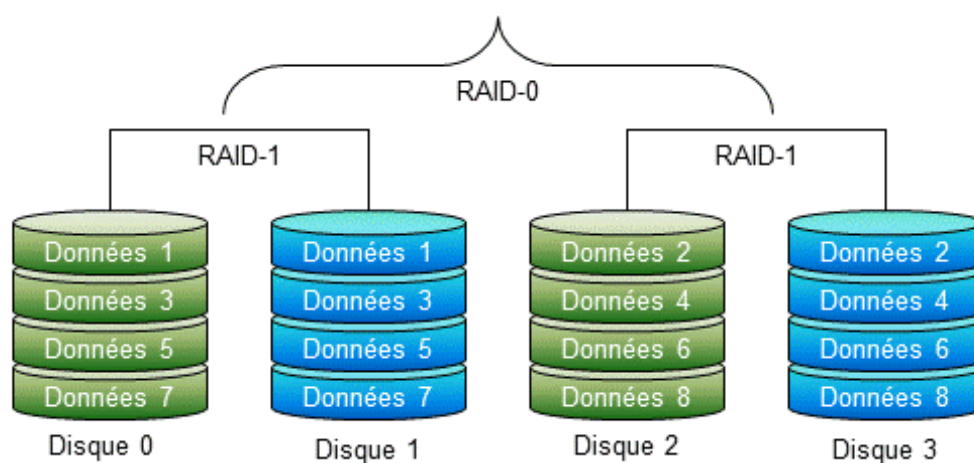 RAID-0
RAID-1
RAID-1
Données 1
Données 1
Données 2
Données 2
Données 3
Données 3
Données 4
Données 4
Données 5
Données 5
Données 6
Données 6
Données 7
Données 7
Données 8
Données 8
Disque 0
Disque 1
Disque 2
Disque 3